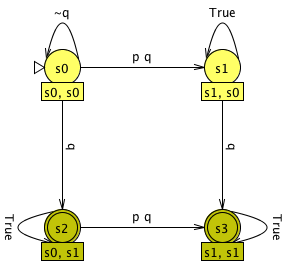 ~q
True
s0
p q
s1
s0, s0
s1, s0
q
q
s2
p q
s3
True
True
s0, s1
s1, s1